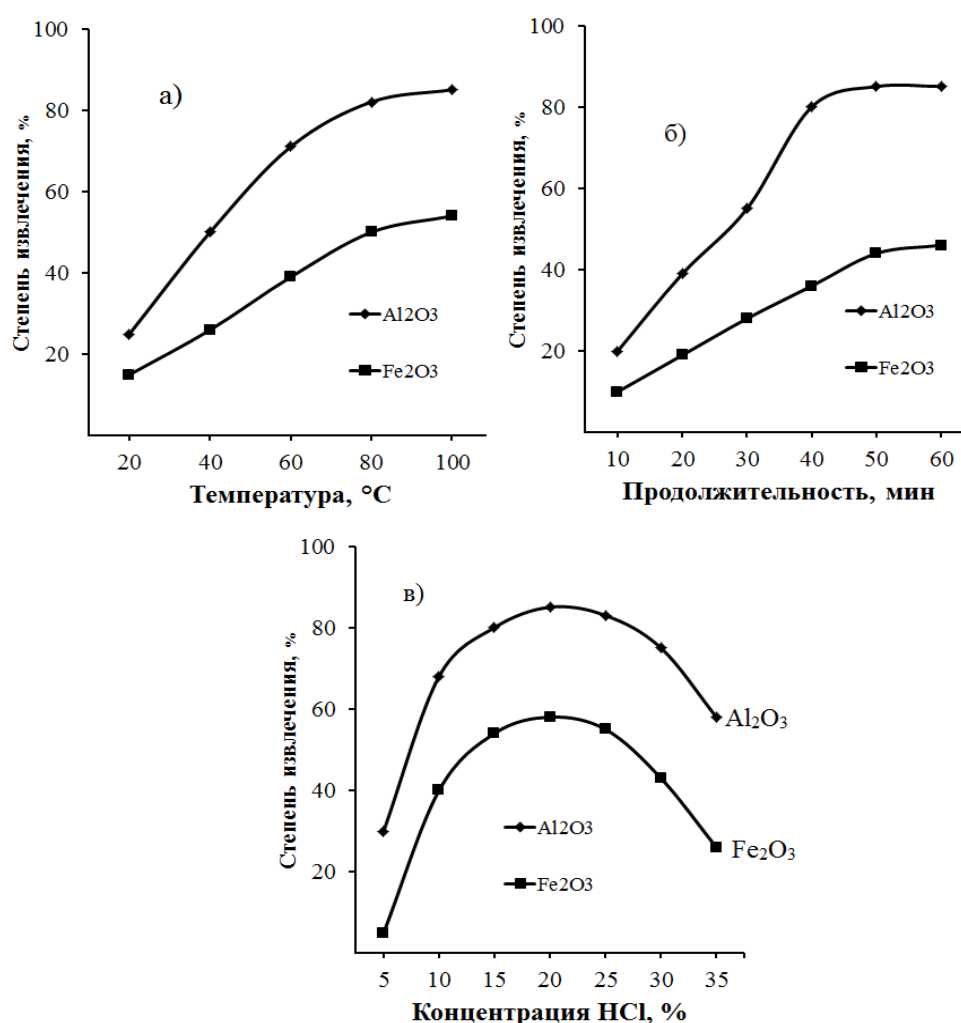 а)
Степень извлечения, %
100
80
60
40
20
Al2O3
Fe2O3
20 40 60 80 100
Температура, °С
б)
Степень извлечения, %
100
80
60
40
20
Al2O3
Fe2O3
10 20 30 40 50 60
Продолжительность, мин
в)
Степень извлечения, %
100
80
60
40
20
Al₂O₃
Al2O3
Fe₂O₃
Fe2O3
5 10 15 20 25 30 35
Концентрация HCl, %